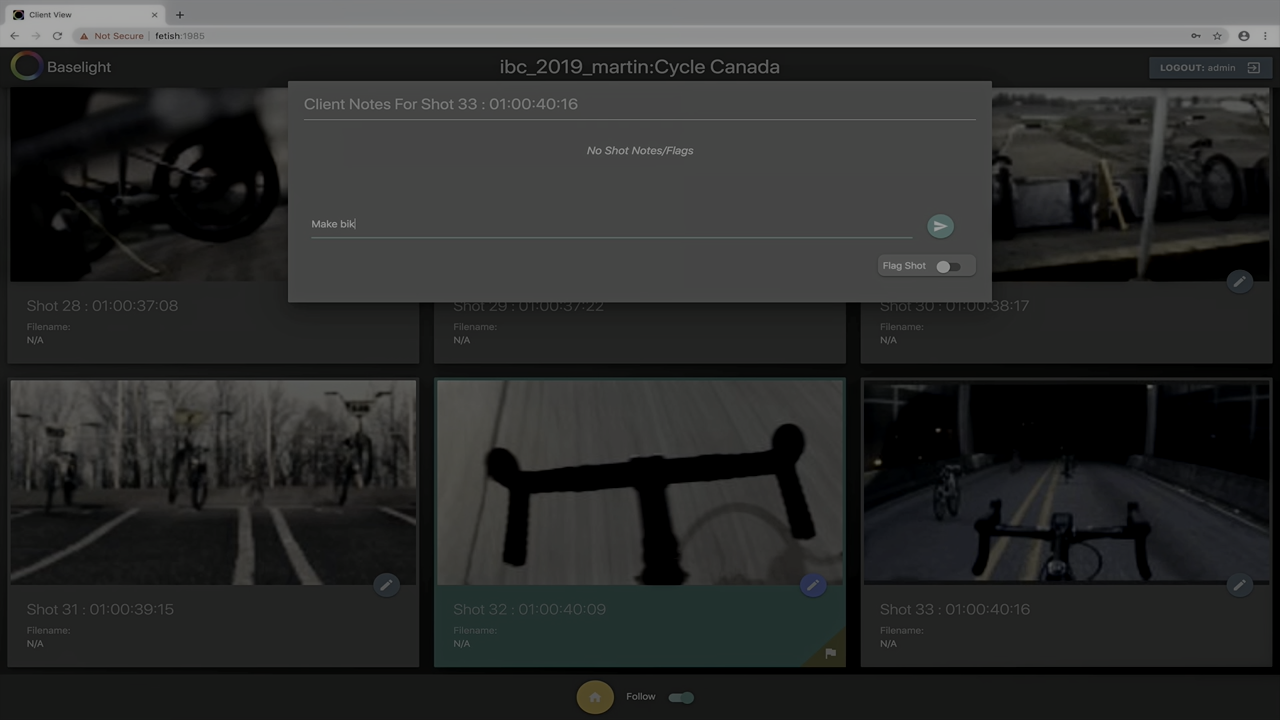 Client View
Not Secure
fetish:1985
Baselight
ibc_2019_martin:Cycle Canada
LOGOUT: admin
Client Notes For Shot 33 : 01:00:40:16
No Shot Notes/Flags
Make bik
Flag Shot
Shot 28 : 01:00:37:08
Filename:
N/A
Shot 29 : 01:00:37:22
Filename:
N/A
Shot 30 : 01:00:38:17
Filename:
N/A
Shot 31 : 01:00:39:15
Filename:
N/A
Shot 32 : 01:00:40:09
Filename:
N/A
Shot 33 : 01:00:40:16
Filename:
N/A
Follow